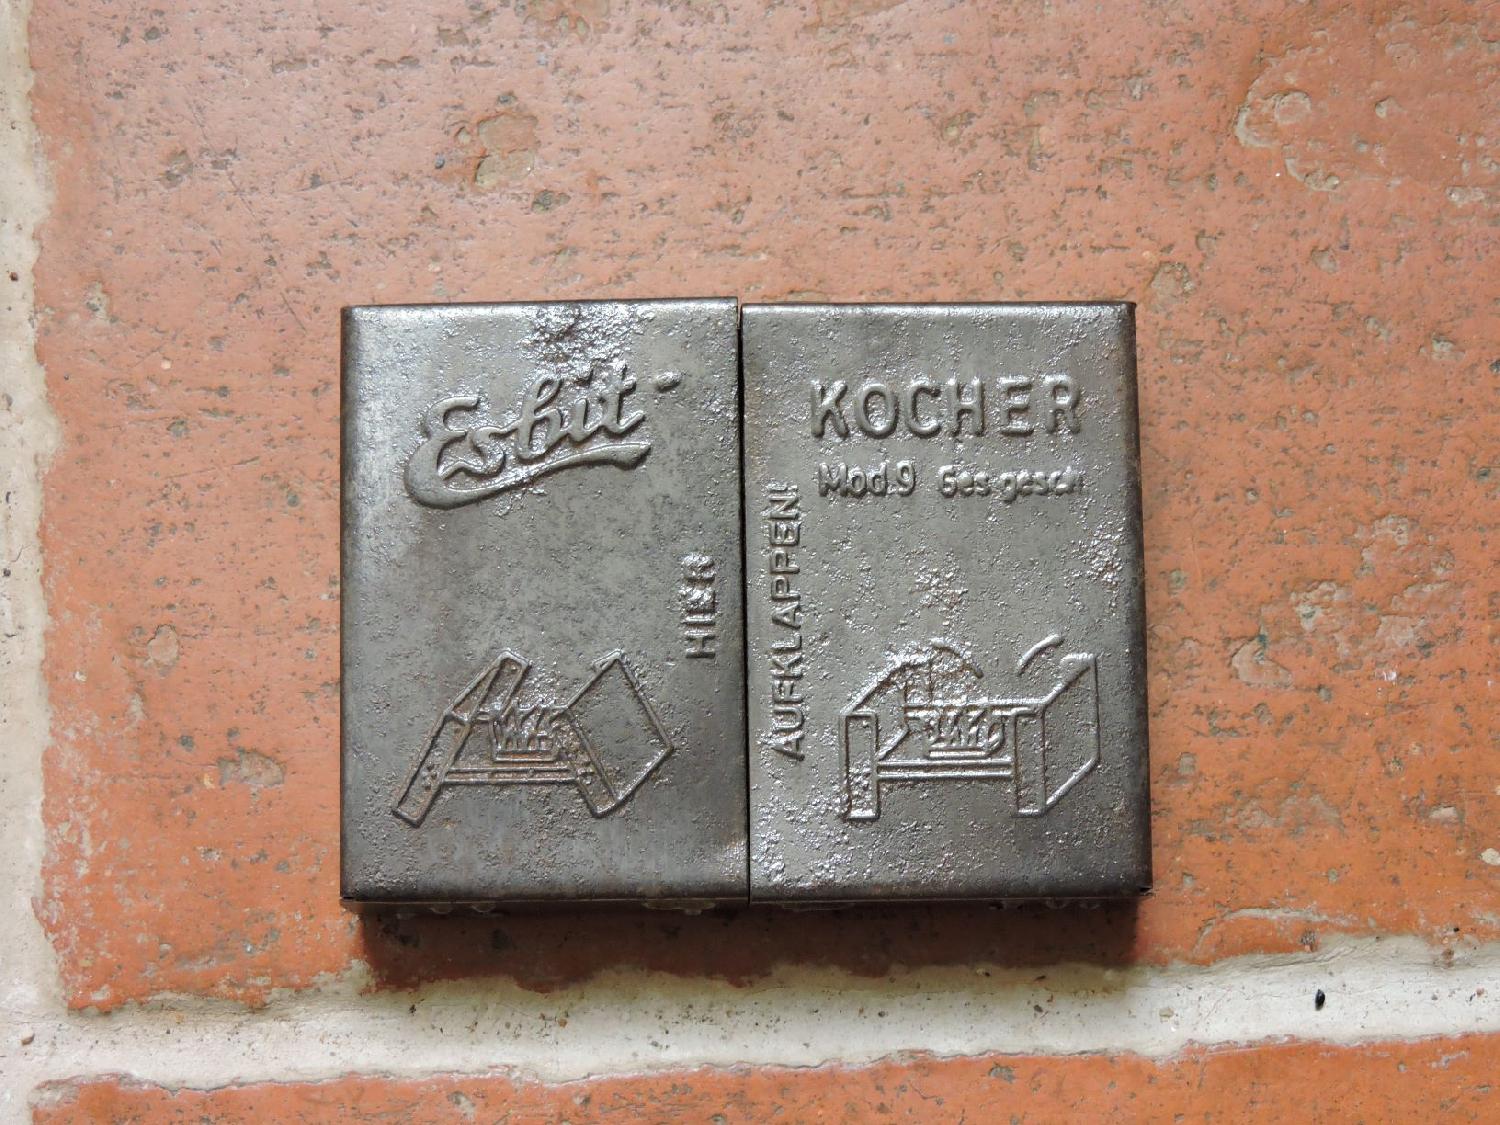 Esbit-
HIER
KOCHER
Mod.9 Ges gesch
AUFKLAPPEN!